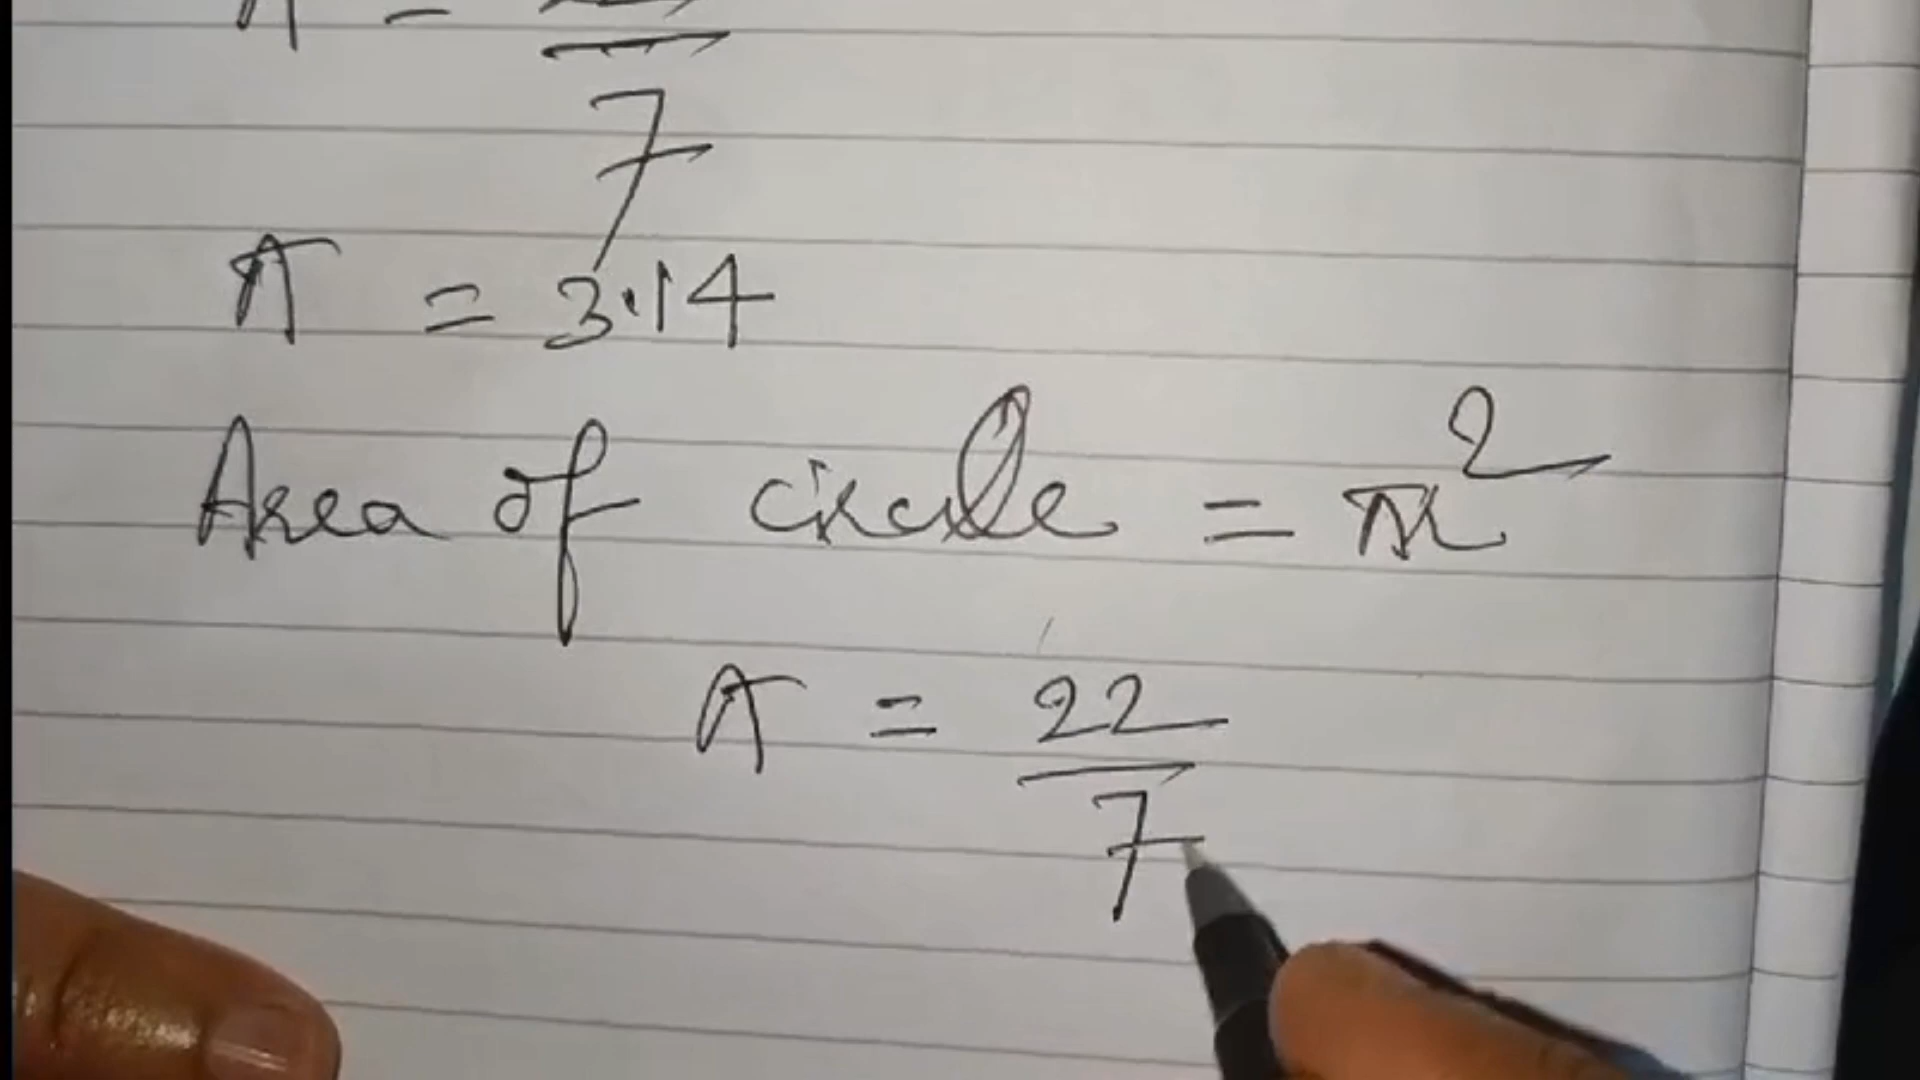 π =
7
π = 3.14
Area of circle = πr²
π = 22/7